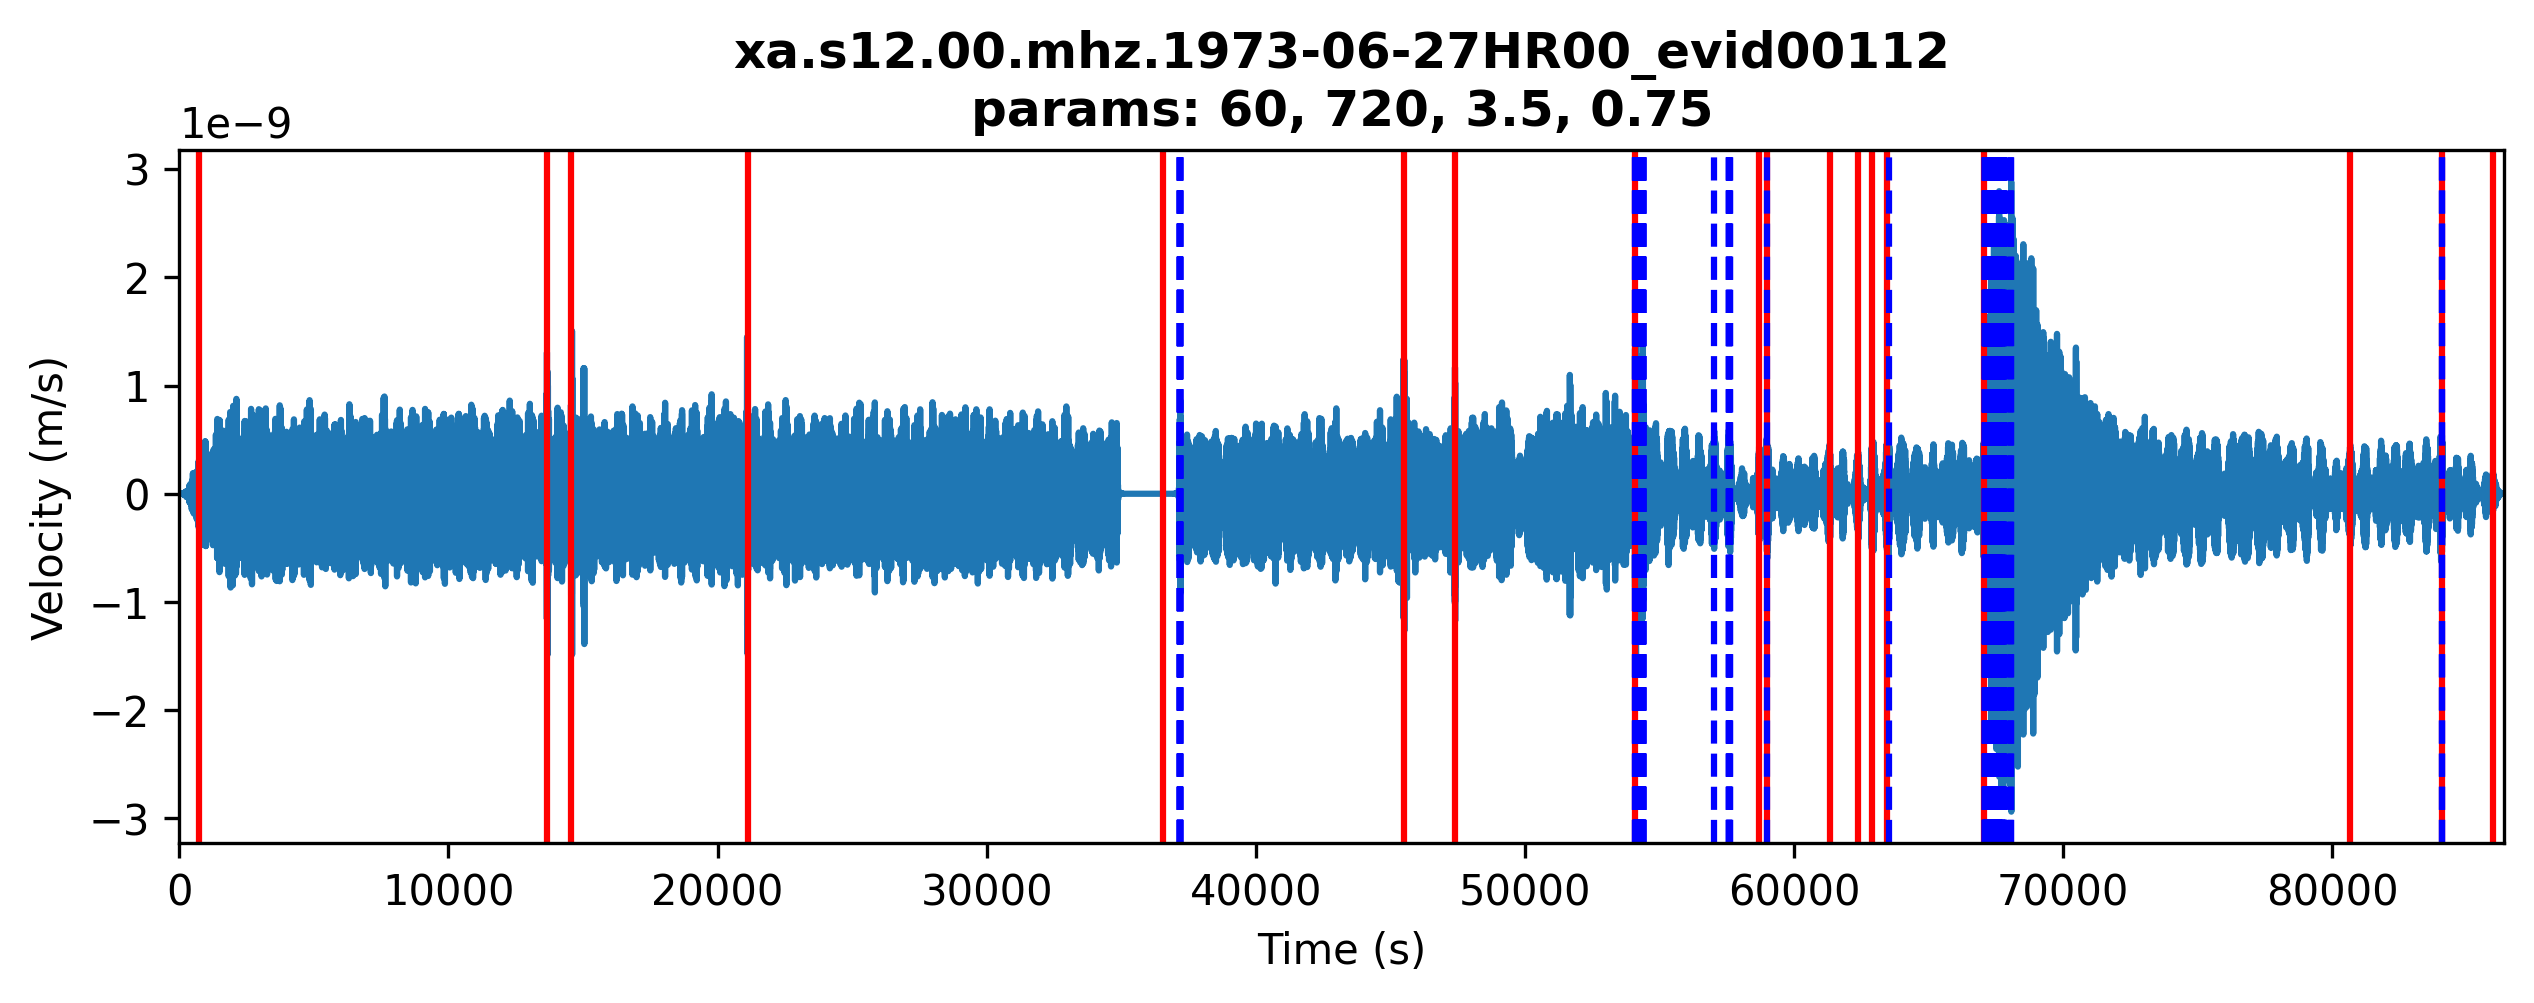 xa.s12.00.mhz.1973-06-27HR00_evid00112
params: 60, 720, 3.5, 0.75
1e−9
3
2
1
0
−1
−2
−3
Velocity (m/s)
0 10000 20000 30000 40000 50000 60000 70000 80000
Time (s)